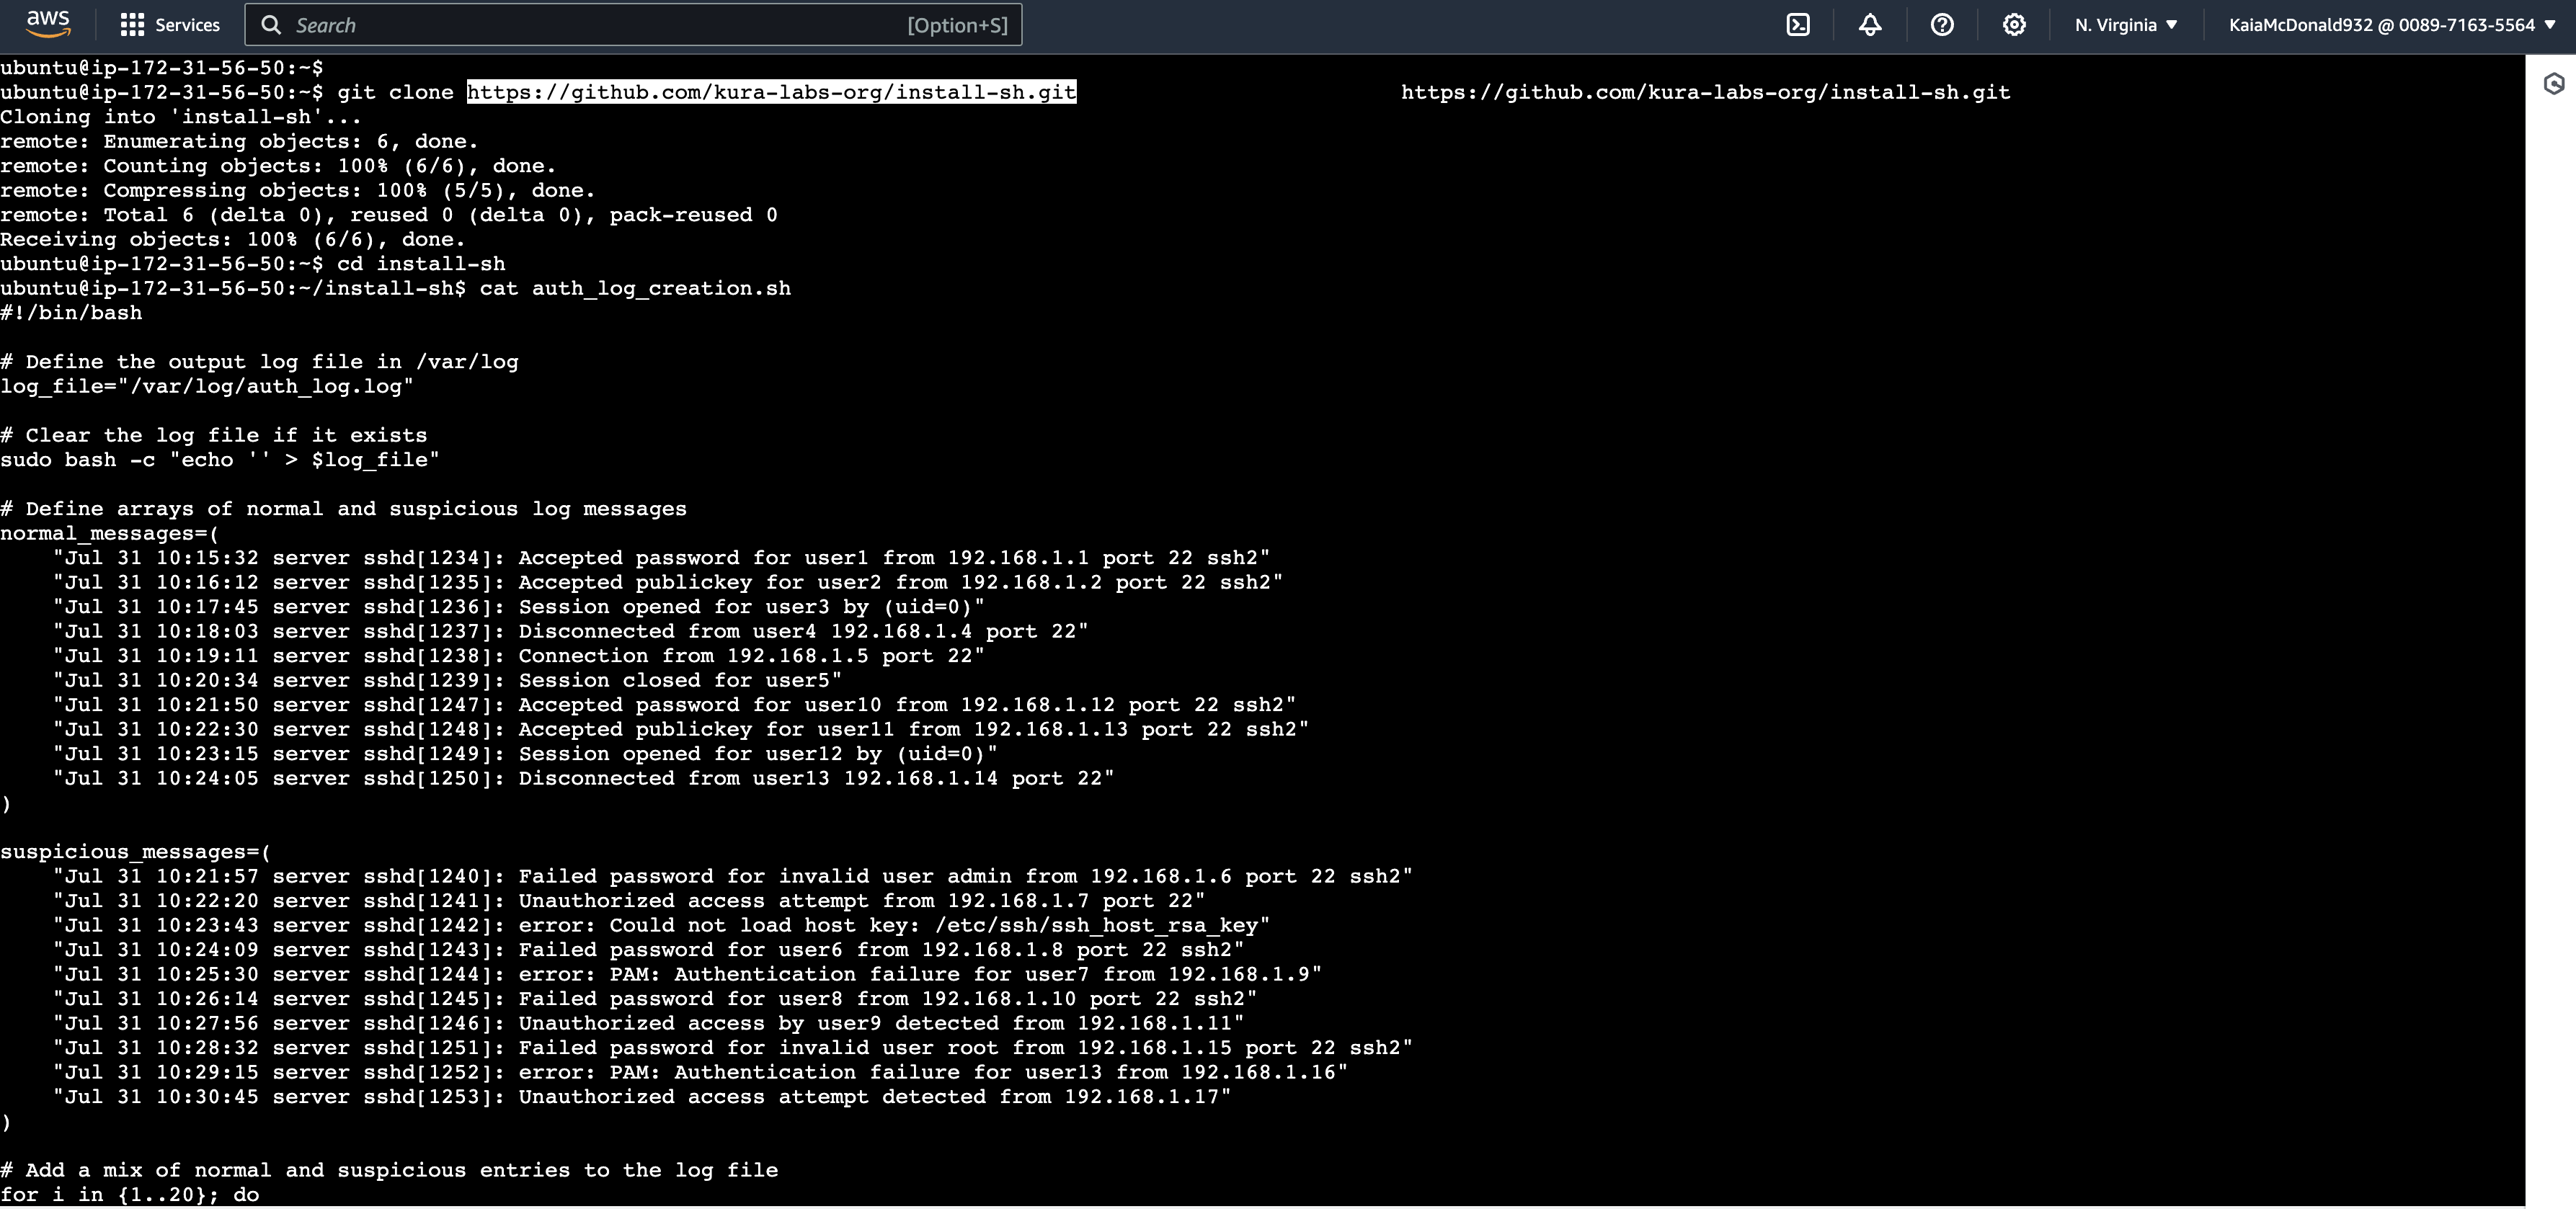 aws Services Search [Option+S] N. Virginia ▼ KaiaMcDonald932 @ 0089-7163-5564 ▼
ubuntu@ip-172-31-56-50:~$
ubuntu@ip-172-31-56-50:~$ git clone https://github.com/kura-labs-org/install-sh.git https://github.com/kura-labs-org/install-sh.git
Cloning into 'install-sh'...
remote: Enumerating objects: 6, done.
remote: Counting objects: 100% (6/6), done.
remote: Compressing objects: 100% (5/5), done.
remote: Total 6 (delta 0), reused 0 (delta 0), pack-reused 0
Receiving objects: 100% (6/6), done.
ubuntu@ip-172-31-56-50:~$ cd install-sh
ubuntu@ip-172-31-56-50:~/install-sh$ cat auth_log_creation.sh
#!/bin/bash

# Define the output log file in /var/log
log_file="/var/log/auth_log.log"

# Clear the log file if it exists
sudo bash -c "echo '' > $log_file"

# Define arrays of normal and suspicious log messages
normal_messages=(
    "Jul 31 10:15:32 server sshd[1234]: Accepted password for user1 from 192.168.1.1 port 22 ssh2"
    "Jul 31 10:16:12 server sshd[1235]: Accepted publickey for user2 from 192.168.1.2 port 22 ssh2"
    "Jul 31 10:17:45 server sshd[1236]: Session opened for user3 by (uid=0)"
    "Jul 31 10:18:03 server sshd[1237]: Disconnected from user4 192.168.1.4 port 22"
    "Jul 31 10:19:11 server sshd[1238]: Connection from 192.168.1.5 port 22"
    "Jul 31 10:20:34 server sshd[1239]: Session closed for user5"
    "Jul 31 10:21:50 server sshd[1247]: Accepted password for user10 from 192.168.1.12 port 22 ssh2"
    "Jul 31 10:22:30 server sshd[1248]: Accepted publickey for user11 from 192.168.1.13 port 22 ssh2"
    "Jul 31 10:23:15 server sshd[1249]: Session opened for user12 by (uid=0)"
    "Jul 31 10:24:05 server sshd[1250]: Disconnected from user13 192.168.1.14 port 22"
)

suspicious_messages=(
    "Jul 31 10:21:57 server sshd[1240]: Failed password for invalid user admin from 192.168.1.6 port 22 ssh2"
    "Jul 31 10:22:20 server sshd[1241]: Unauthorized access attempt from 192.168.1.7 port 22"
    "Jul 31 10:23:43 server sshd[1242]: error: Could not load host key: /etc/ssh/ssh_host_rsa_key"
    "Jul 31 10:24:09 server sshd[1243]: Failed password for user6 from 192.168.1.8 port 22 ssh2"
    "Jul 31 10:25:30 server sshd[1244]: error: PAM: Authentication failure for user7 from 192.168.1.9"
    "Jul 31 10:26:14 server sshd[1245]: Failed password for user8 from 192.168.1.10 port 22 ssh2"
    "Jul 31 10:27:56 server sshd[1246]: Unauthorized access by user9 detected from 192.168.1.11"
    "Jul 31 10:28:32 server sshd[1251]: Failed password for invalid user root from 192.168.1.15 port 22 ssh2"
    "Jul 31 10:29:15 server sshd[1252]: error: PAM: Authentication failure for user13 from 192.168.1.16"
    "Jul 31 10:30:45 server sshd[1253]: Unauthorized access attempt detected from 192.168.1.17"
)

# Add a mix of normal and suspicious entries to the log file
for i in {1..20}; do